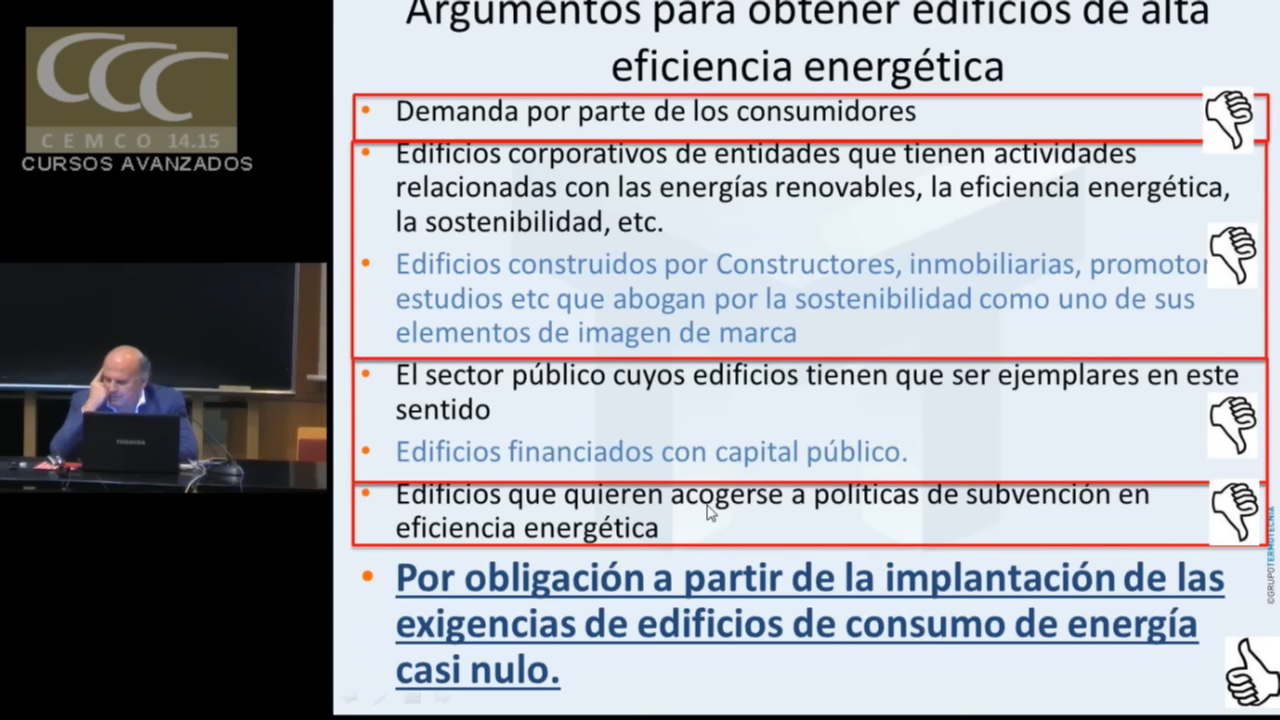 CCC
CEMCO 14.15
CURSOS AVANZADOS
TOSHIBA
Argumentos para obtener edificios de alta
eficiencia energética
• Demanda por parte de los consumidores
• Edificios corporativos de entidades que tienen actividades
relacionadas con las energías renovables, la eficiencia energética,
la sostenibilidad, etc.
• Edificios construidos por Constructores, inmobiliarias, promotor
estudios etc que abogan por la sostenibilidad como uno de sus
elementos de imagen de marca
• El sector público cuyos edificios tienen que ser ejemplares en este
sentido
• Edificios financiados con capital público.
• Edificios que quieren acogerse a políticas de subvención en
eficiencia energética
• Por obligación a partir de la implantación de las
exigencias de edificios de consumo de energía
casi nulo.
©GRUPOTERMOTECNIA